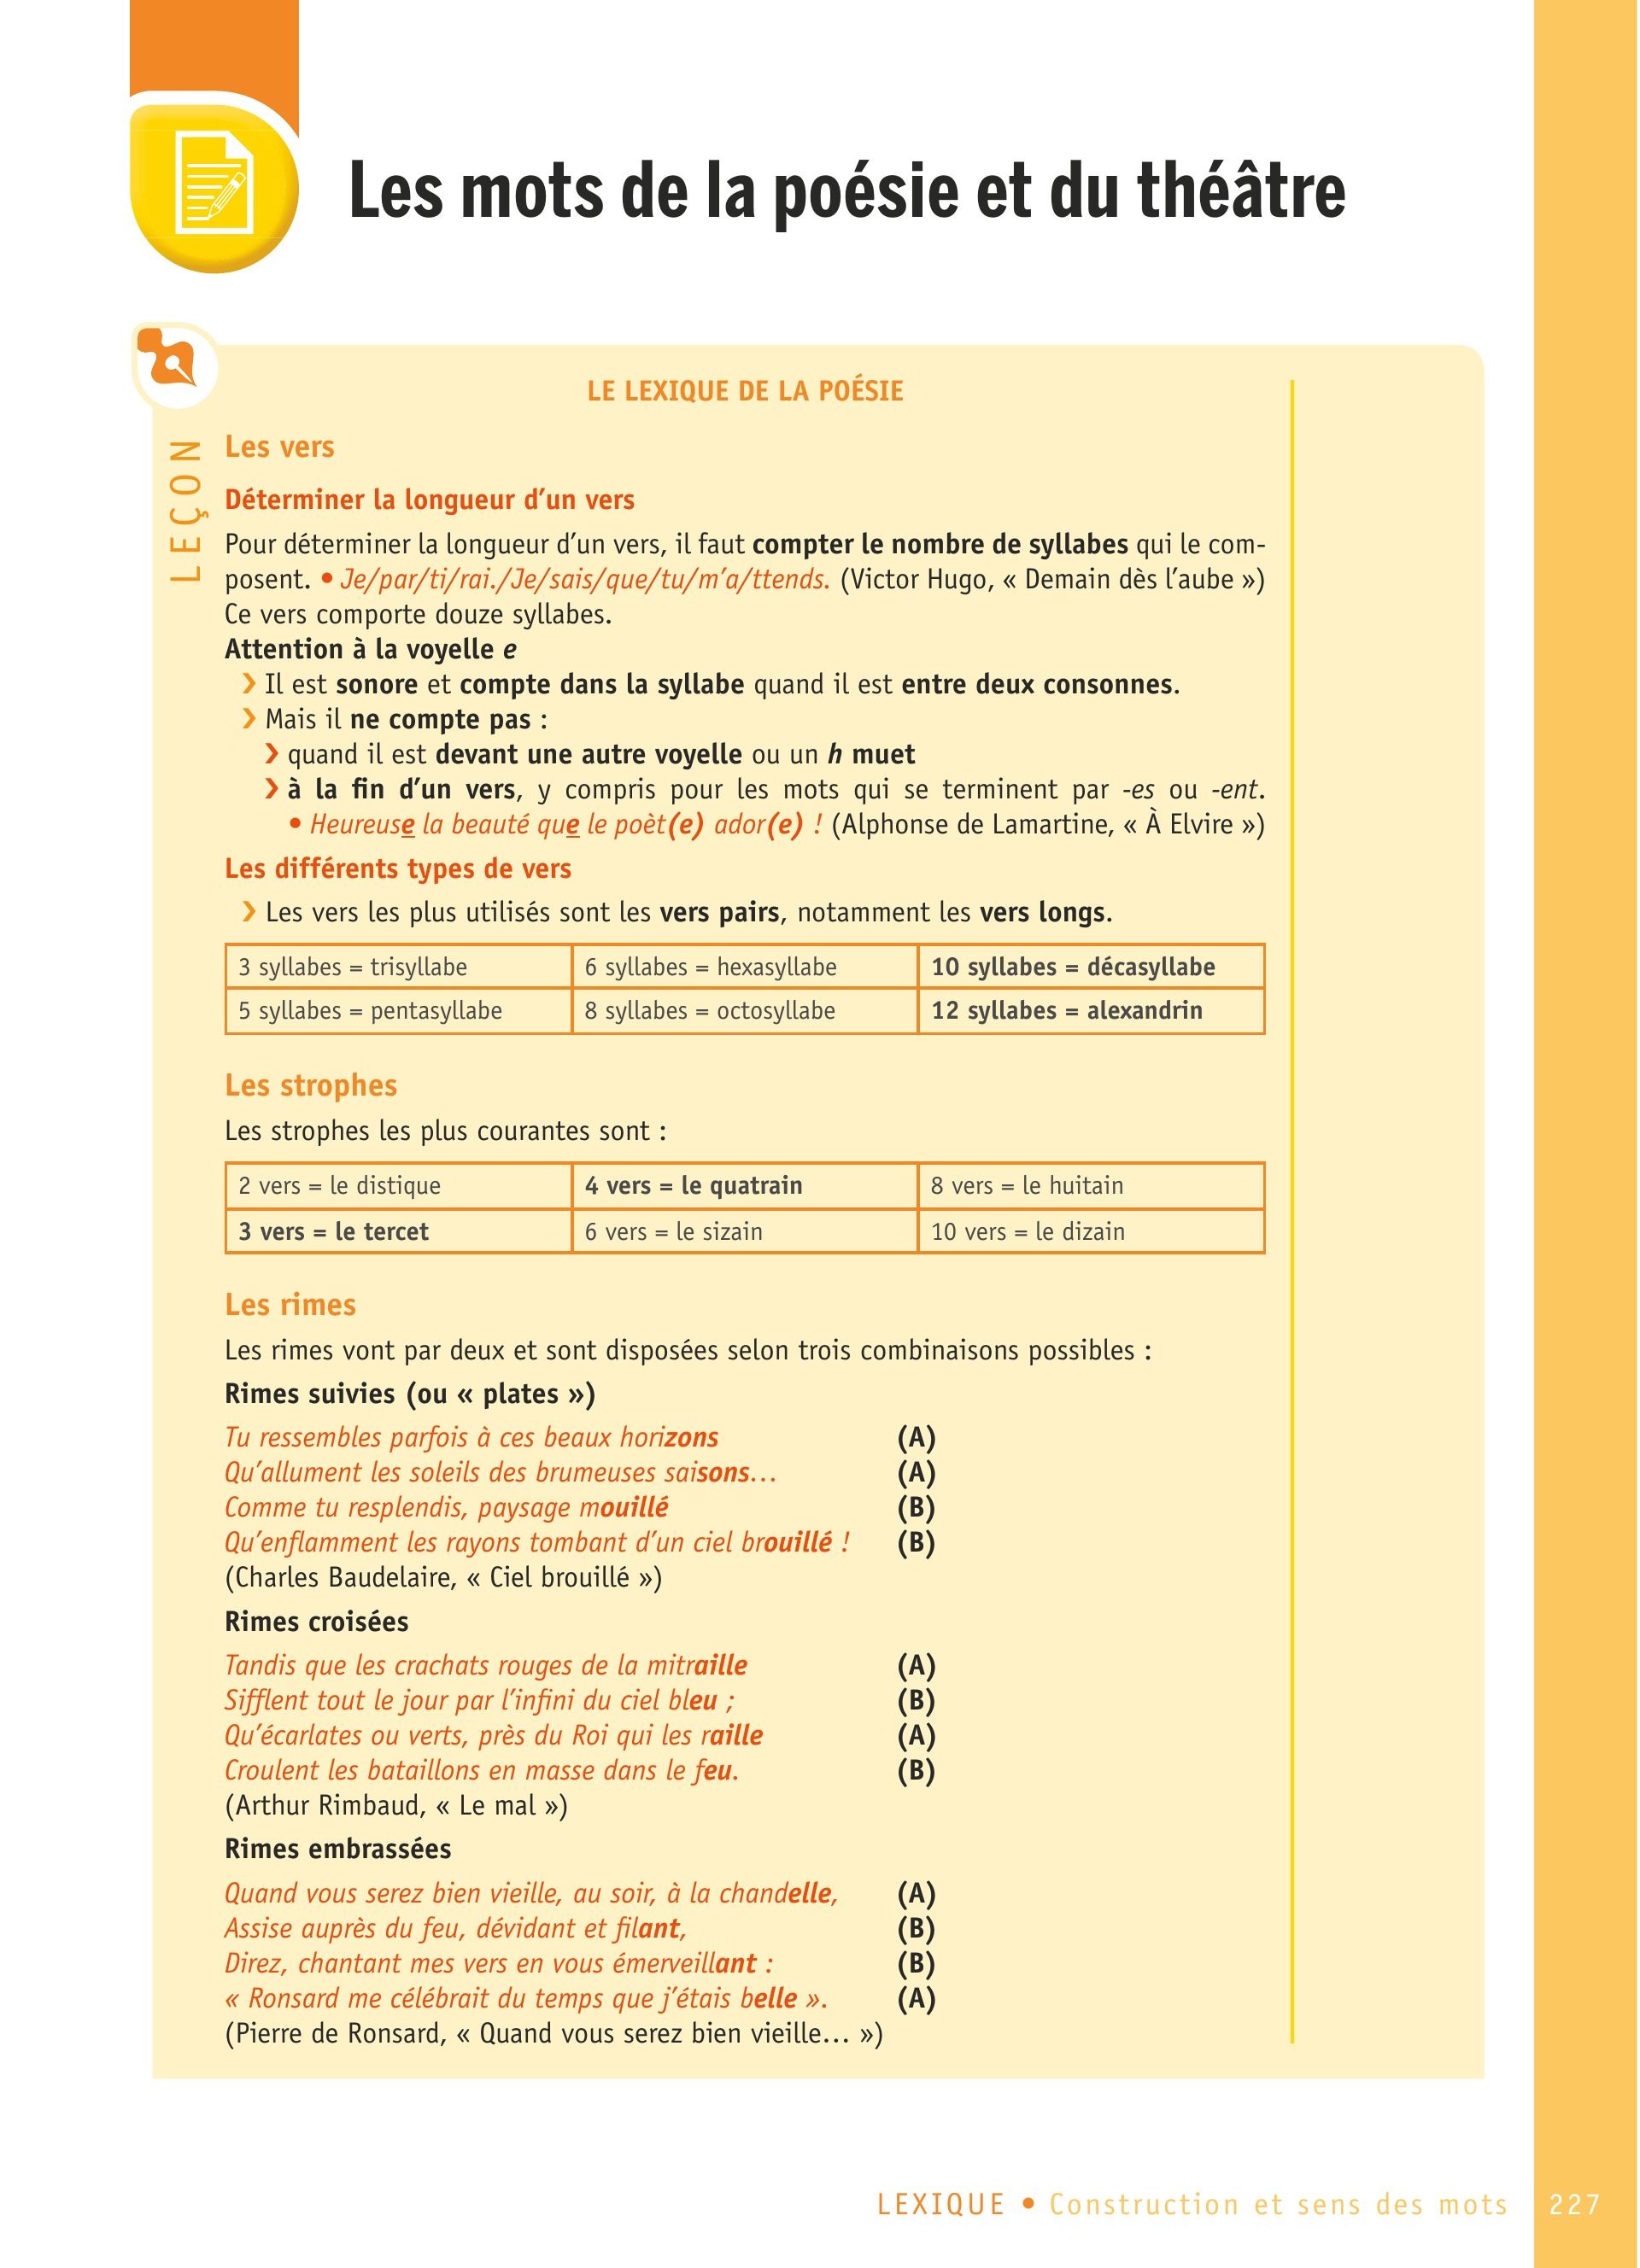 Les mots de la poésie et du théâtre
LEÇON
LE LEXIQUE DE LA POÉSIE
Les vers
Déterminer la longueur d’un vers
Pour déterminer la longueur d’un vers, il faut compter le nombre de syllabes qui le com-
posent. • Je/par/ti/rai./Je/sais/que/tu/m’a/ttends. (Victor Hugo, « Demain dès l’aube »)
Ce vers comporte douze syllabes.
Attention à la voyelle e
❯ Il est sonore et compte dans la syllabe quand il est entre deux consonnes.
❯ Mais il ne compte pas :
❯ quand il est devant une autre voyelle ou un h muet
❯ à la fin d’un vers, y compris pour les mots qui se terminent par -es ou -ent.
• Heureuse la beauté que le poèt(e) ador(e) ! (Alphonse de Lamartine, « À Elvire »)
Les différents types de vers
❯ Les vers les plus utilisés sont les vers pairs, notamment les vers longs.
3 syllabes = trisyllabe 6 syllabes = hexasyllabe 10 syllabes = décasyllabe
5 syllabes = pentasyllabe 8 syllabes = octosyllabe 12 syllabes = alexandrin
Les strophes
Les strophes les plus courantes sont :
2 vers = le distique 4 vers = le quatrain 8 vers = le huitain
3 vers = le tercet 6 vers = le sizain 10 vers = le dizain
Les rimes
Les rimes vont par deux et sont disposées selon trois combinaisons possibles :
Rimes suivies (ou « plates »)
Tu ressembles parfois à ces beaux horizons (A)
Qu’allument les soleils des brumeuses saisons… (A)
Comme tu resplendis, paysage mouillé (B)
Qu’enflamment les rayons tombant d’un ciel brouillé ! (B)
(Charles Baudelaire, « Ciel brouillé »)
Rimes croisées
Tandis que les crachats rouges de la mitraille (A)
Sifflent tout le jour par l’infini du ciel bleu ; (B)
Qu’écarlates ou verts, près du Roi qui les raille (A)
Croulent les bataillons en masse dans le feu. (B)
(Arthur Rimbaud, « Le mal »)
Rimes embrassées
Quand vous serez bien vieille, au soir, à la chandelle, (A)
Assise auprès du feu, dévidant et filant, (B)
Direz, chantant mes vers en vous émerveillant : (B)
« Ronsard me célébrait du temps que j’étais belle ». (A)
(Pierre de Ronsard, « Quand vous serez bien vieille… »)
LEXIQUE • Construction et sens des mots 227